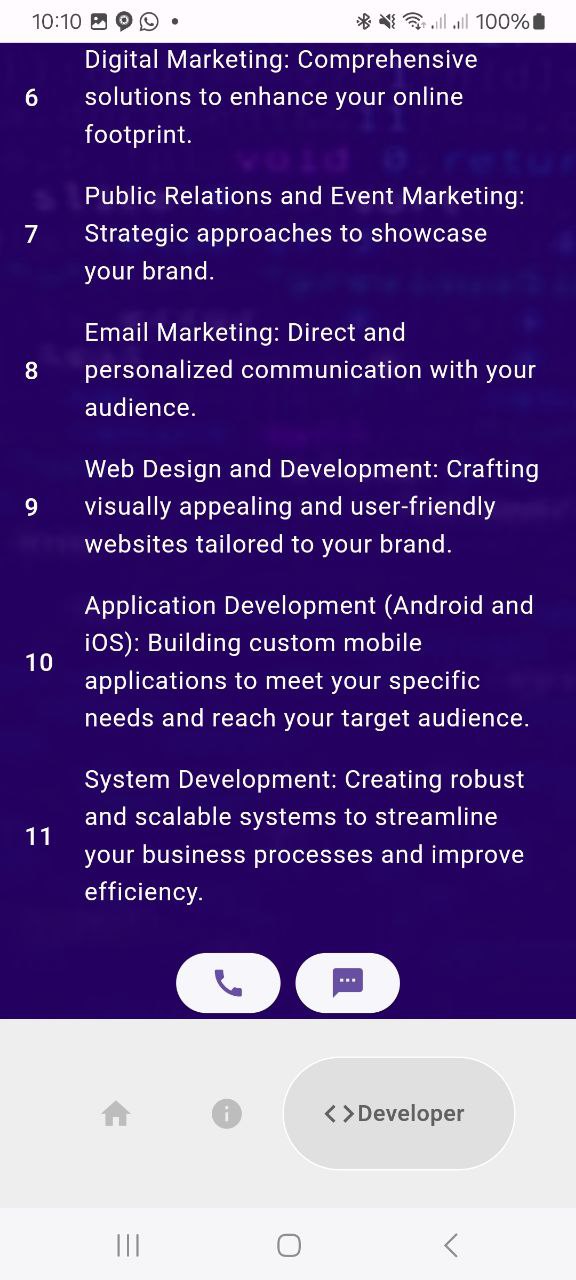 10:10
100%
Digital Marketing: Comprehensive
6 solutions to enhance your online
footprint.
Public Relations and Event Marketing:
7 Strategic approaches to showcase
your brand.
Email Marketing: Direct and
8 personalized communication with your
audience.
Web Design and Development: Crafting
9 visually appealing and user-friendly
websites tailored to your brand.
Application Development (Android and
iOS): Building custom mobile
10 applications to meet your specific
needs and reach your target audience.
System Development: Creating robust
and scalable systems to streamline
11 your business processes and improve
efficiency.
<>Developer